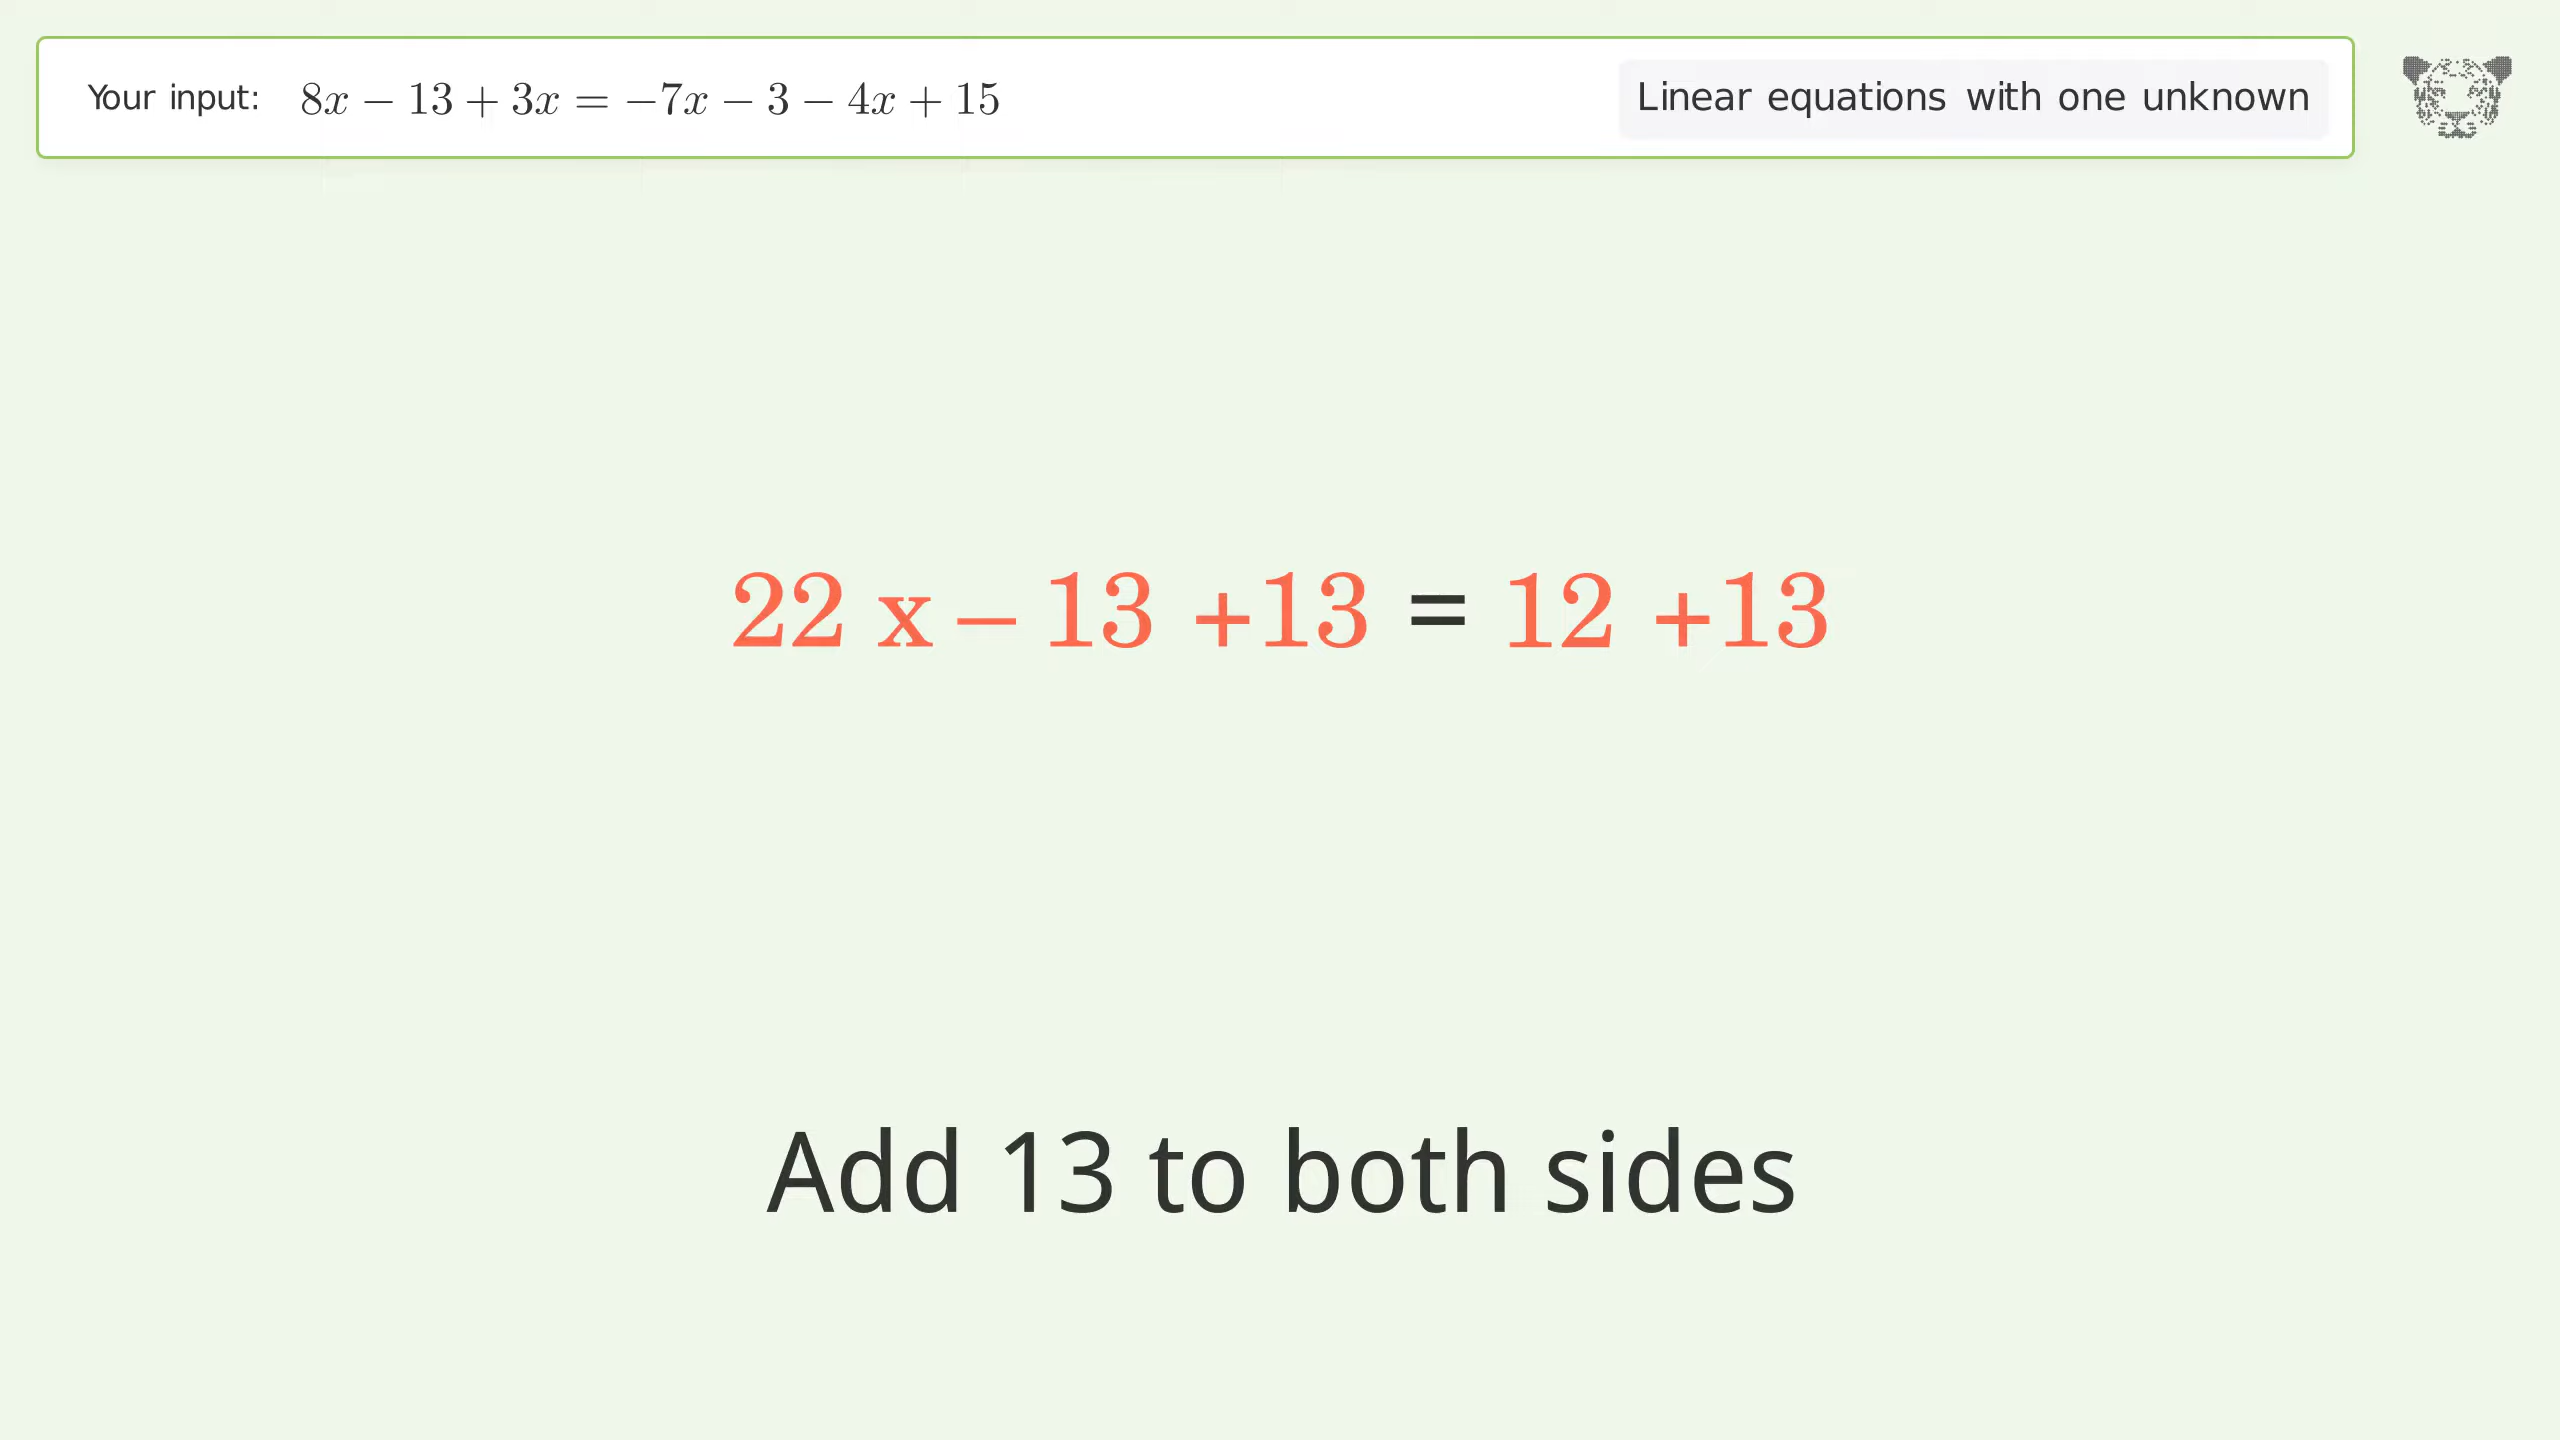 Your input: 8x − 13 + 3x = −7x − 3 − 4x + 15 Linear equations with one unknown
22 x − 13 +13 = 12 +13
Add 13 to both sides